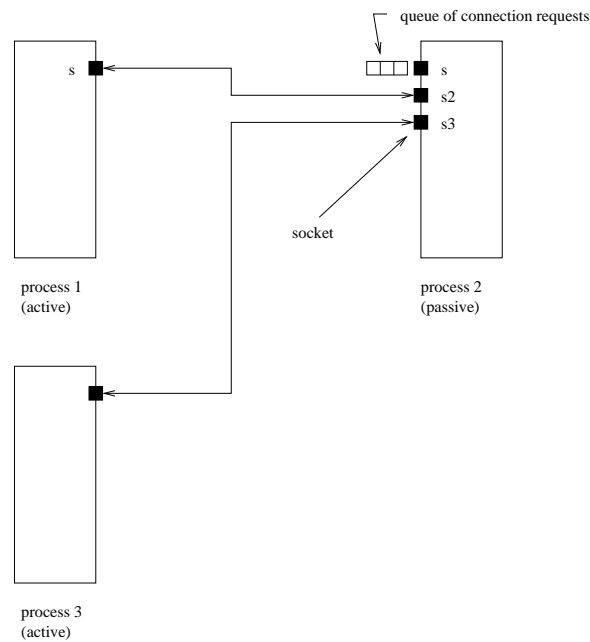 queue of connection requests
s
s
s2
s3
socket
process 1
(active)
process 2
(passive)
process 3
(active)